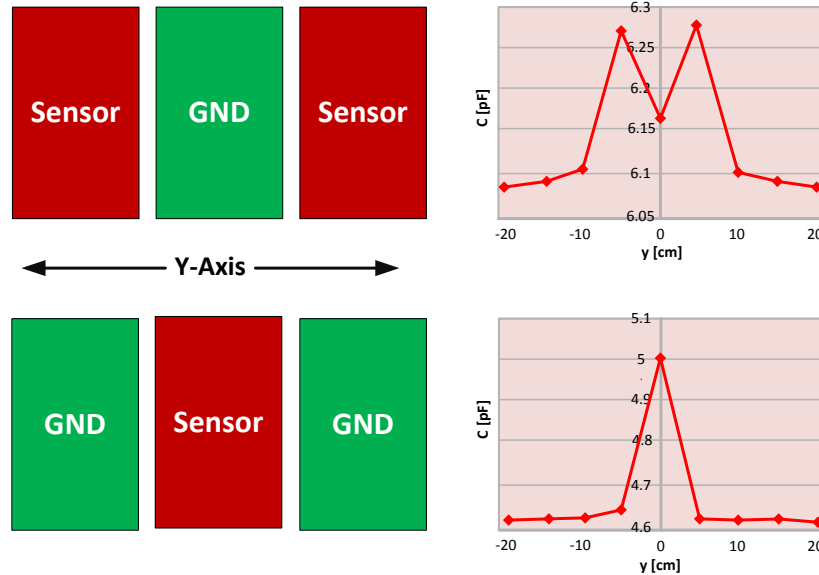 Sensor
GND
Sensor
6.3
6.25
6.2
6.15
6.1
6.05
C [pF]
-20
-10
0
10
20
y [cm]
Y-Axis
GND
Sensor
GND
5.1
5
4.9
4.8
4.7
4.6
C [pF]
-20
-10
0
10
20
y [cm]